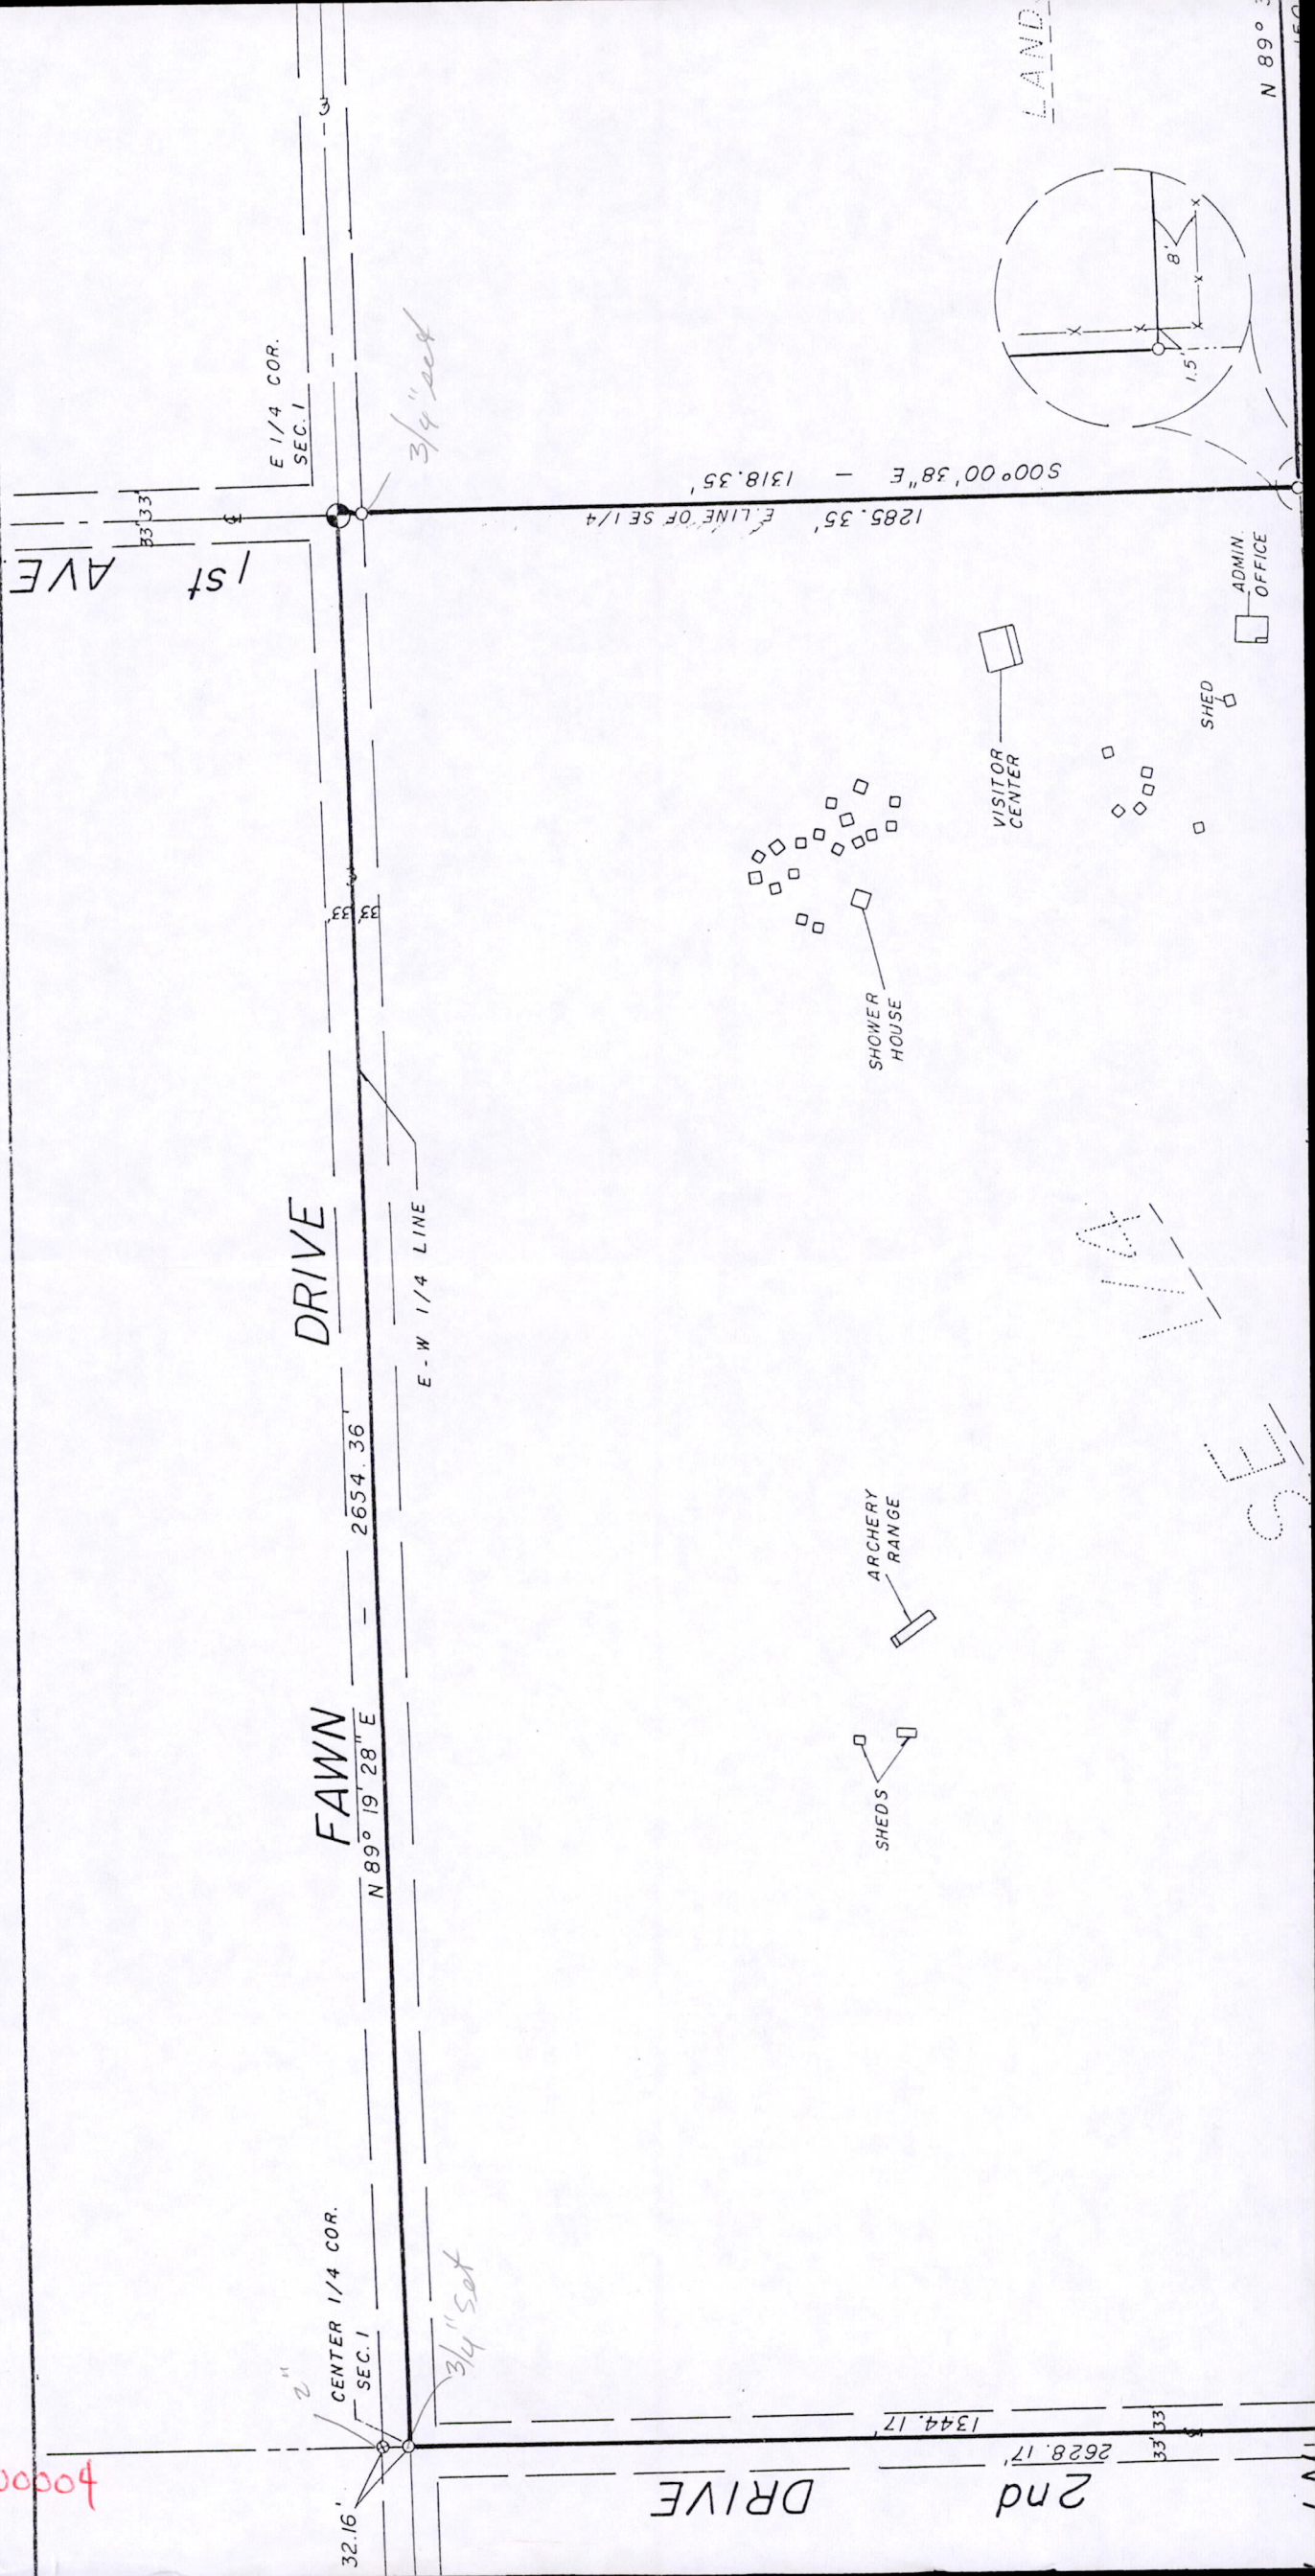 LAND
N 89°
E 1/4 COR.
SEC. 1
3/4" set
33' 33'
1st AVE.
S00°00'38"E — 1318.35'
1285.35' E. LINE OF SE 1/4
8'
1.5'
ADMIN.
OFFICE
SHED
VISITOR
CENTER
SHOWER
HOUSE
33'
33'
FAWN DRIVE
N 89° 19' 28" E — 2654.36'
E - W 1/4 LINE
ARCHERY
RANGE
SHEDS
SE 1/4
2"
CENTER 1/4 COR.
SEC. 1
3/4" set
32.16'
1344.17'
2628.17'
33' 33'
2nd DRIVE